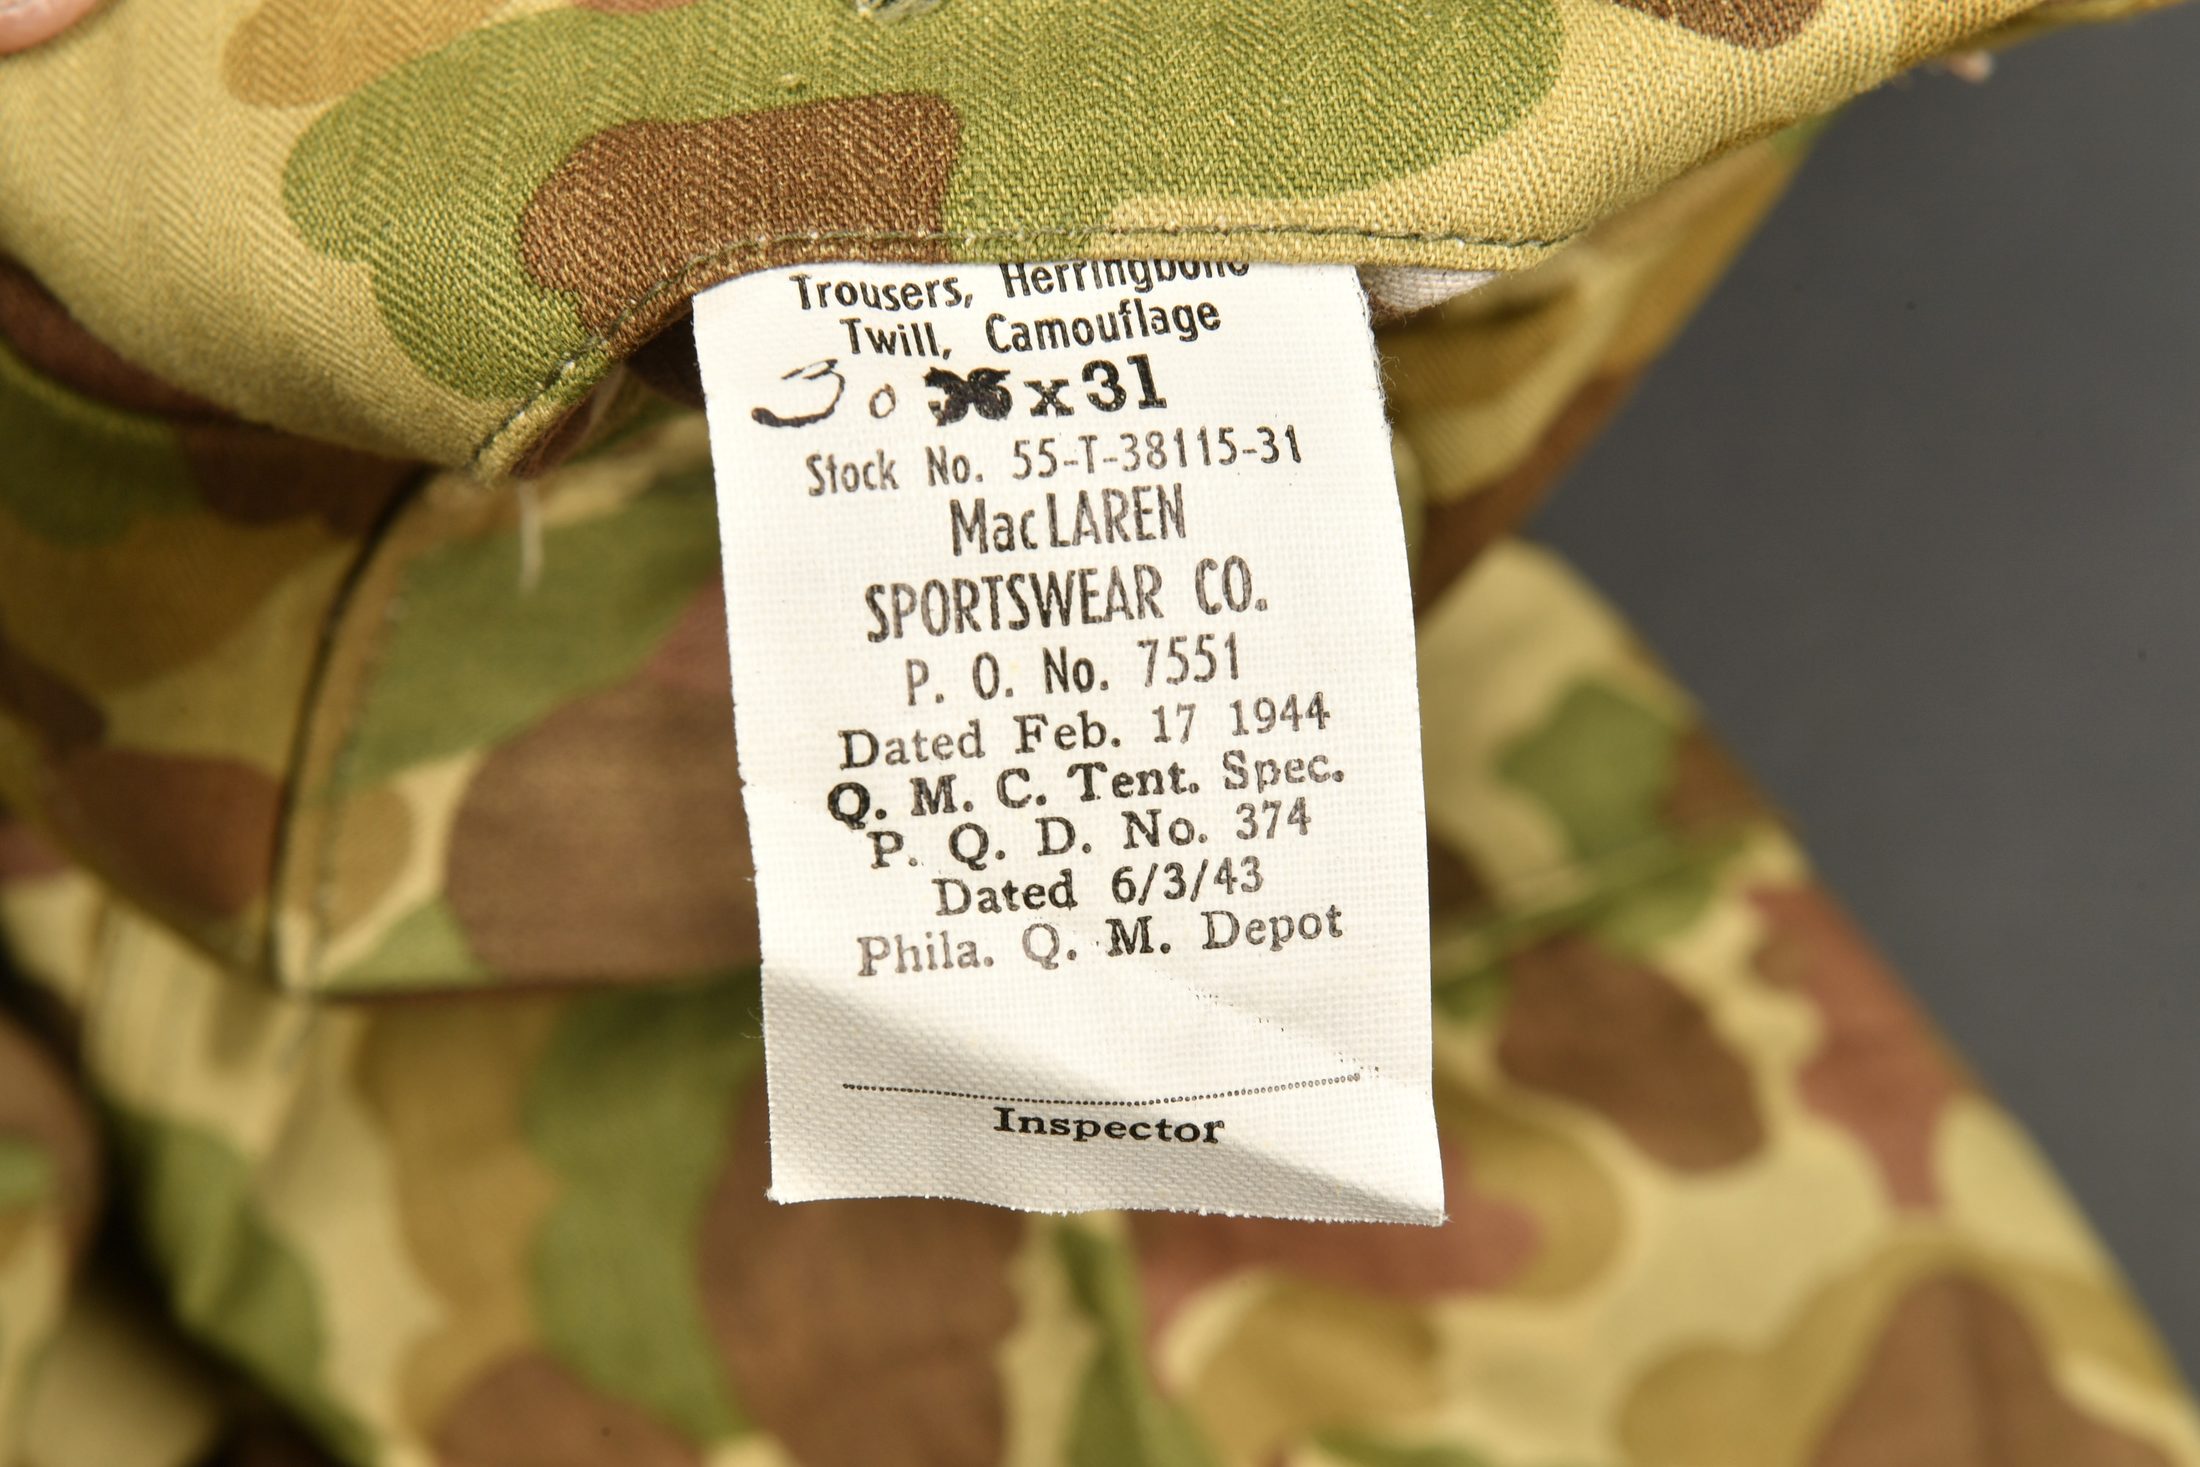 Trousers, Herringbone
Twill, Camouflage
30 36 x 31
Stock No. 55-T-38115-31
MacLAREN
SPORTSWEAR CO.
P. O. No. 7551
Dated Feb. 17 1944
Q. M. C. Tent. Spec.
P. Q. D. No. 374
Dated 6/3/43
Phila. Q. M. Depot
Inspector